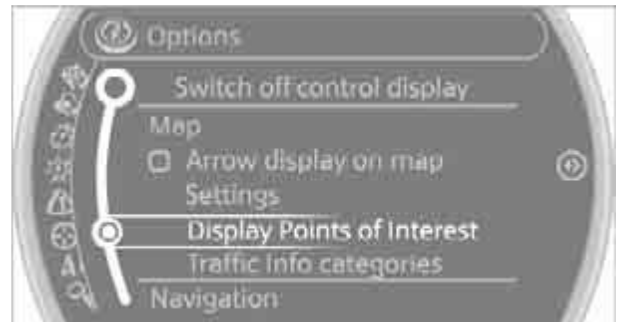 Options
Switch off control display
Map
Arrow display on map
Settings
Display Points of Interest
Traffic Info categories
Navigation